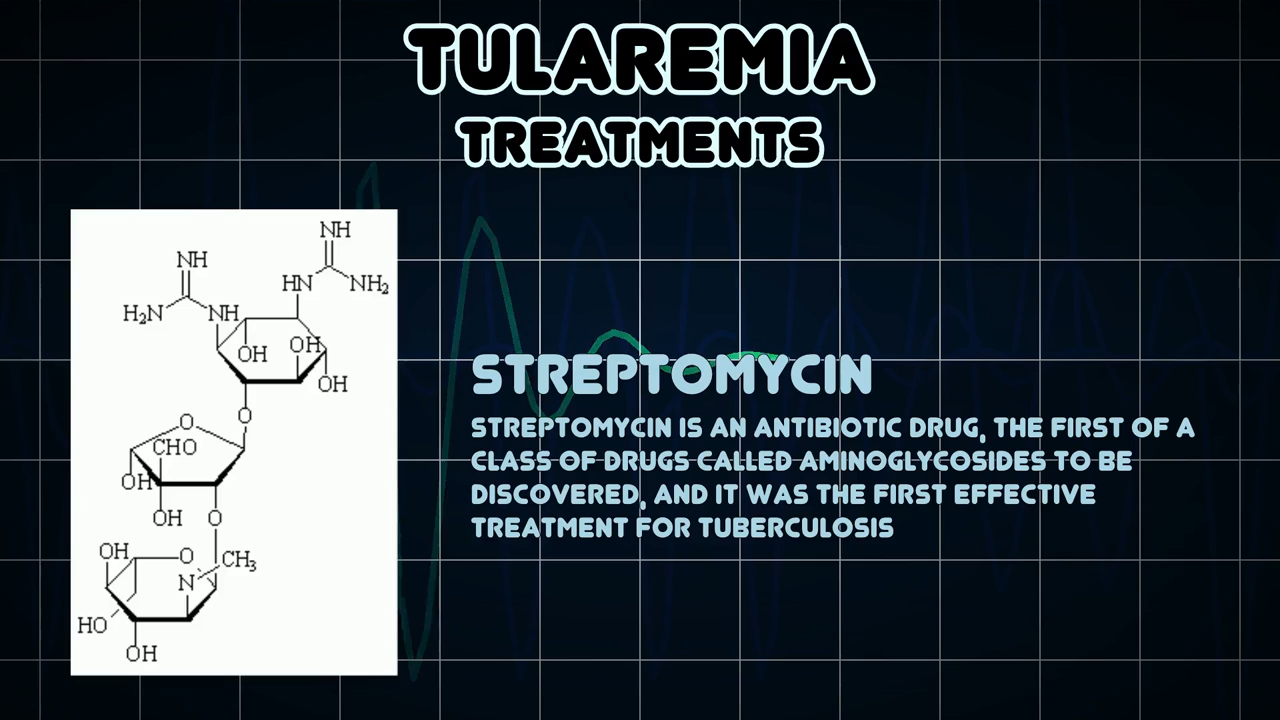 TULAREMIA
TREATMENTS
NH
NH
HN
NH₂
H₂N
NH
OH
OH
OH
O
O
CHO
OH
OH
O
OH
O
CH₃
N
HO
OH
STREPTOMYCIN
STREPTOMYCIN IS AN ANTIBIOTIC DRUG, THE FIRST OF A
CLASS OF DRUGS CALLED AMINOGLYCOSIDES TO BE
DISCOVERED, AND IT WAS THE FIRST EFFECTIVE
TREATMENT FOR TUBERCULOSIS